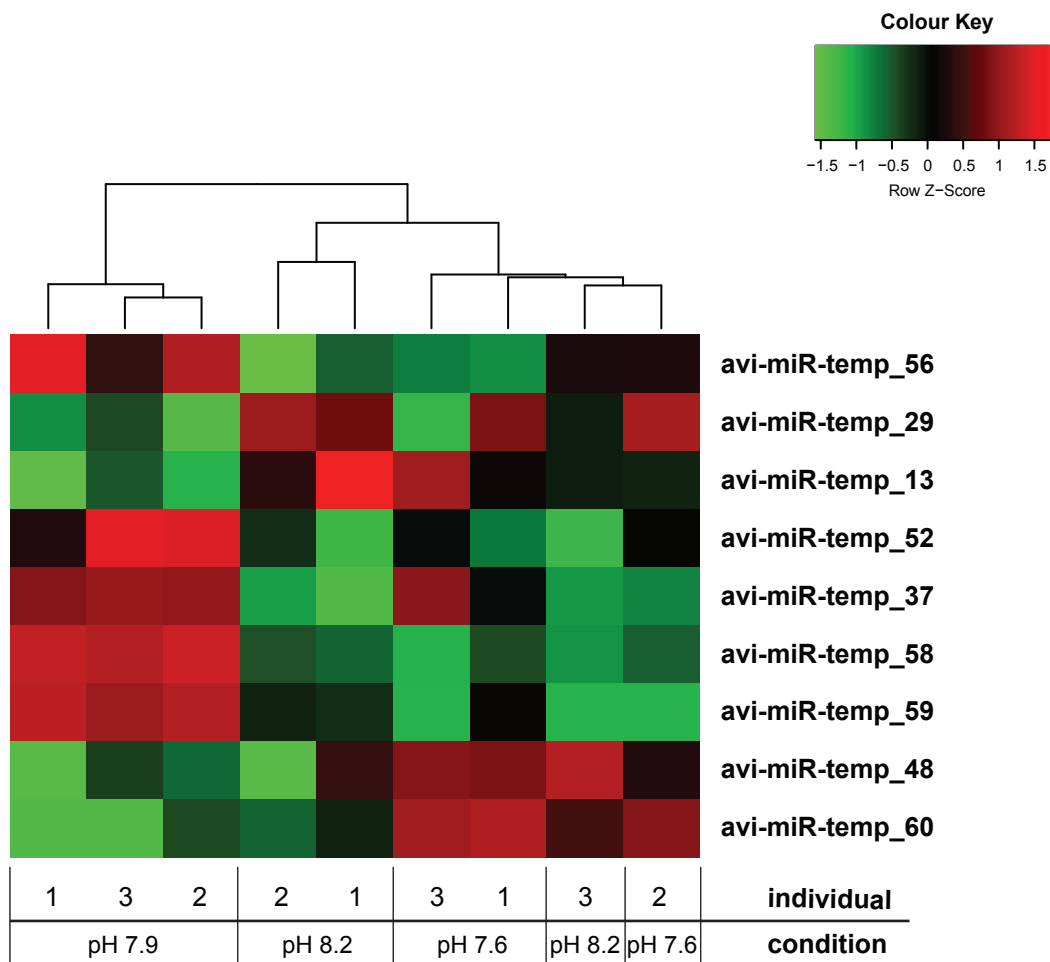 Colour Key
−1.5 −1 −0.5 0 0.5 1 1.5
Row Z−Score
avi-miR-temp_56
avi-miR-temp_29
avi-miR-temp_13
avi-miR-temp_52
avi-miR-temp_37
avi-miR-temp_58
avi-miR-temp_59
avi-miR-temp_48
avi-miR-temp_60
1 3 2 2 1 3 1 3 2 individual
pH 7.9 pH 8.2 pH 7.6 pH 8.2 pH 7.6 condition